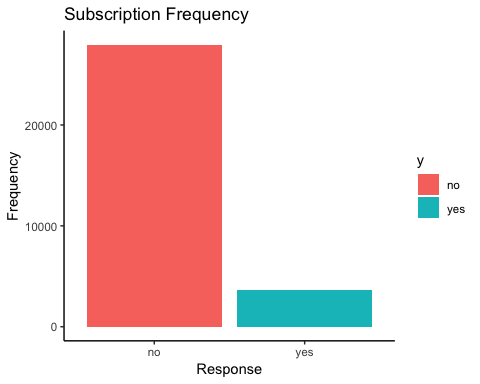 Subscription Frequency
Frequency
20000
10000
0
no
yes
Response
y
no
yes